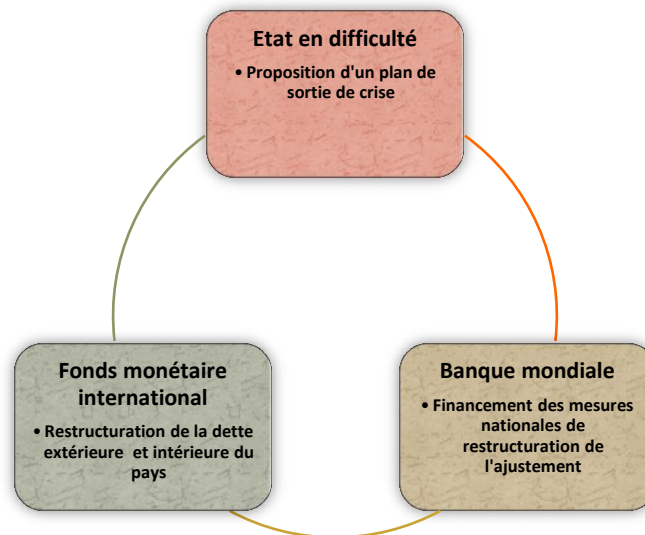 Etat en difficulté
• Proposition d'un plan de
sortie de crise
Fonds monétaire
international
• Restructuration de la dette
extérieure et intérieure du
pays
Banque mondiale
• Financement des mesures
nationales de
restructuration de
l'ajustement